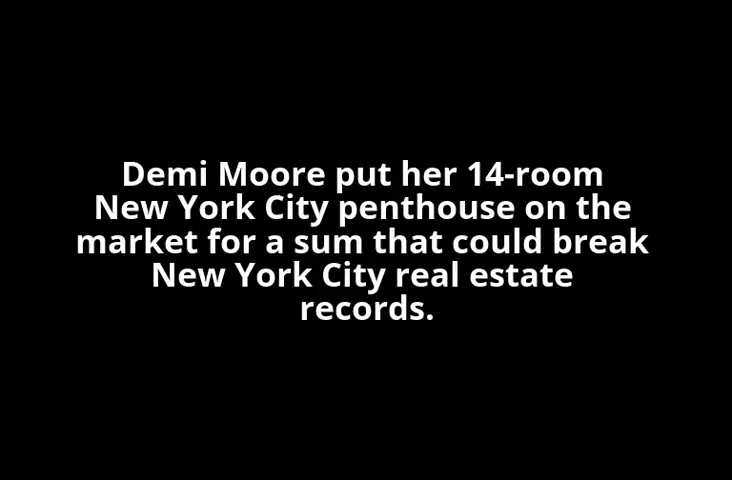 Demi Moore put her 14-room
New York City penthouse on the
market for a sum that could break
New York City real estate
records.